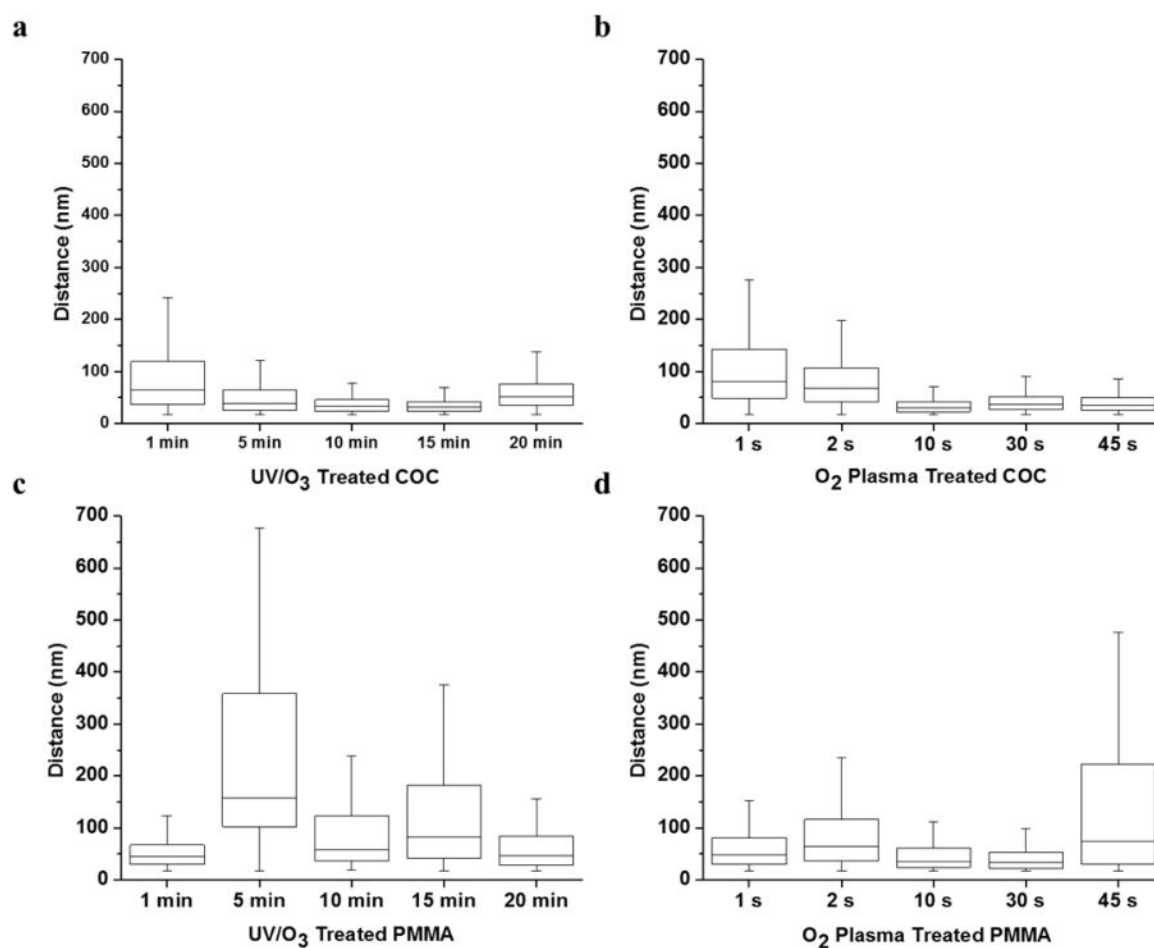 a
700
600
500
400
300
200
100
0
Distance (nm)
1 min 5 min 10 min 15 min 20 min
UV/O₃ Treated COC
b
700
600
500
400
300
200
100
0
Distance (nm)
1 s 2 s 10 s 30 s 45 s
O₂ Plasma Treated COC
c
700
600
500
400
300
200
100
0
Distance (nm)
1 min 5 min 10 min 15 min 20 min
UV/O₃ Treated PMMA
d
700
600
500
400
300
200
100
0
Distance (nm)
1 s 2 s 10 s 30 s 45 s
O₂ Plasma Treated PMMA